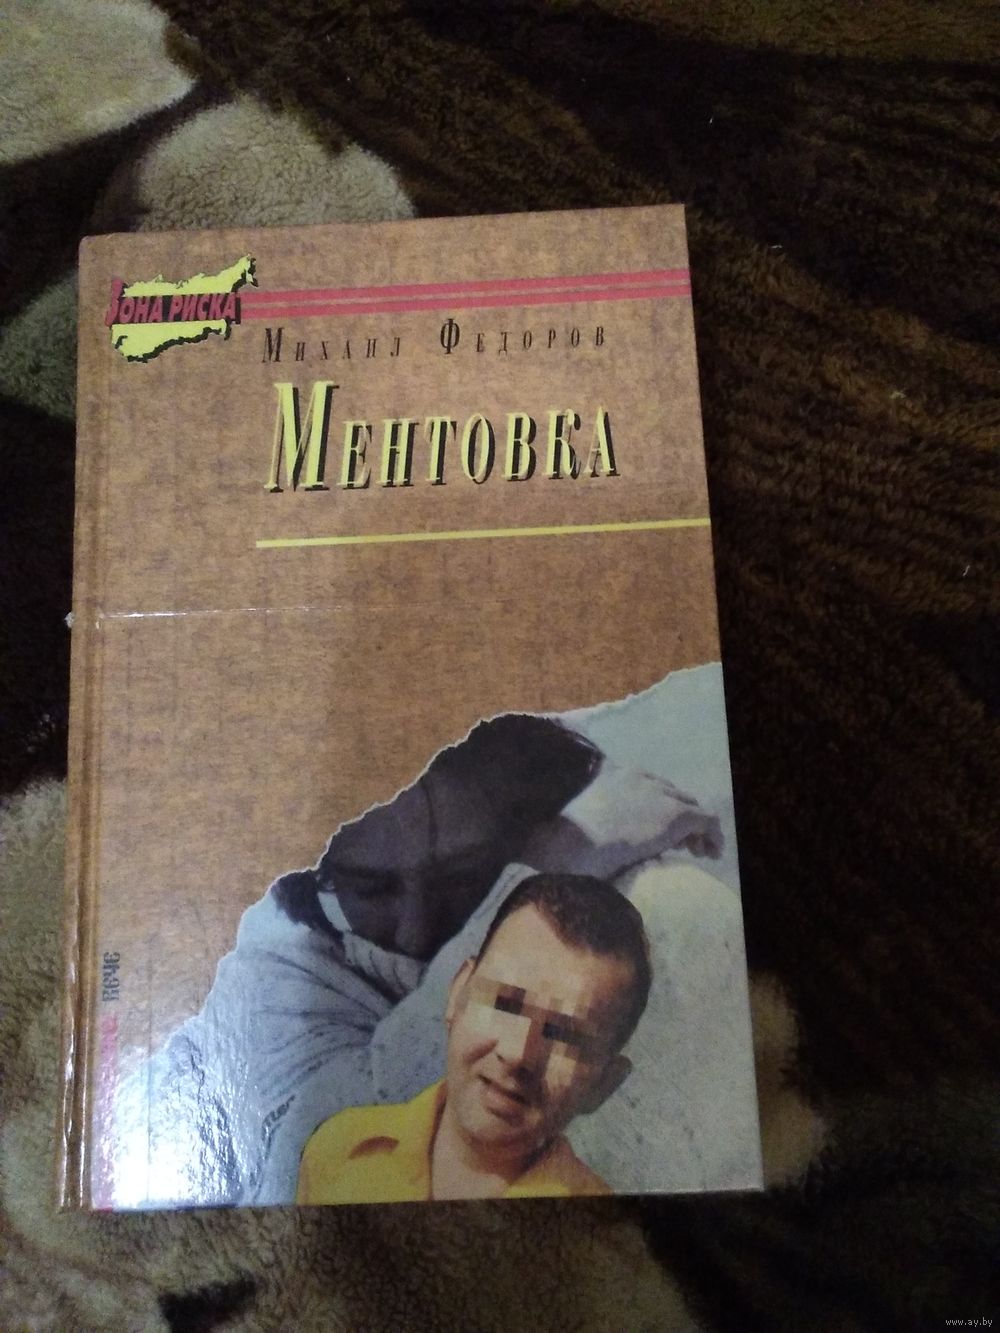 ЗОНА РИСКА
МИХАИЛ ФЕДОРОВ
МЕНТОВКА
ВЕЧЕ
www.ay.by